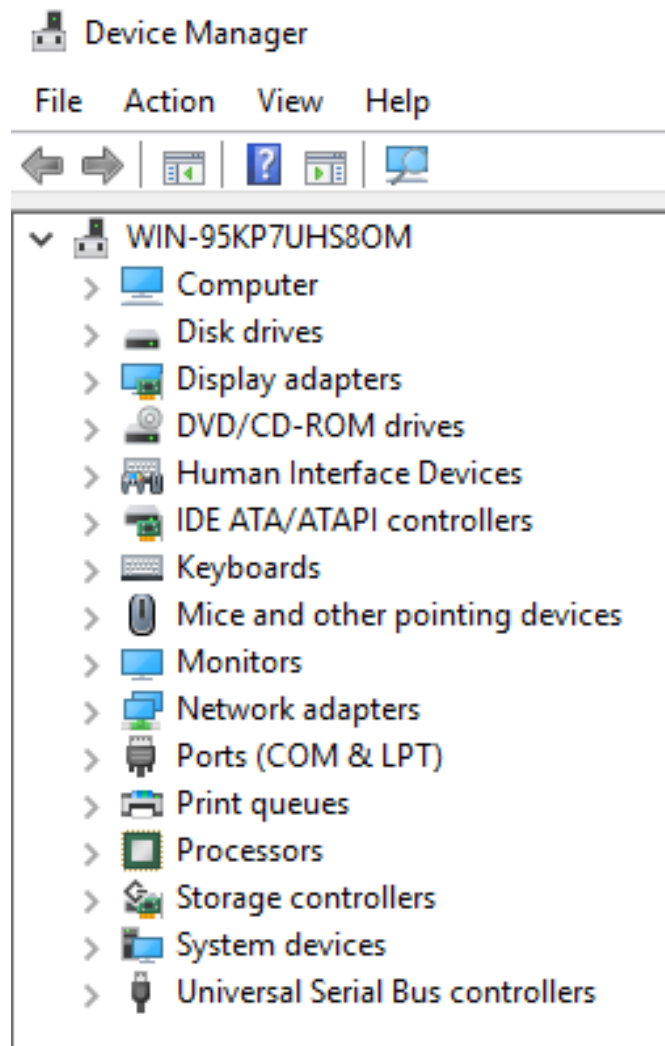 Device Manager
File Action View Help
WIN-95KP7UHS8OM
Computer
Disk drives
Display adapters
DVD/CD-ROM drives
Human Interface Devices
IDE ATA/ATAPI controllers
Keyboards
Mice and other pointing devices
Monitors
Network adapters
Ports (COM & LPT)
Print queues
Processors
Storage controllers
System devices
Universal Serial Bus controllers